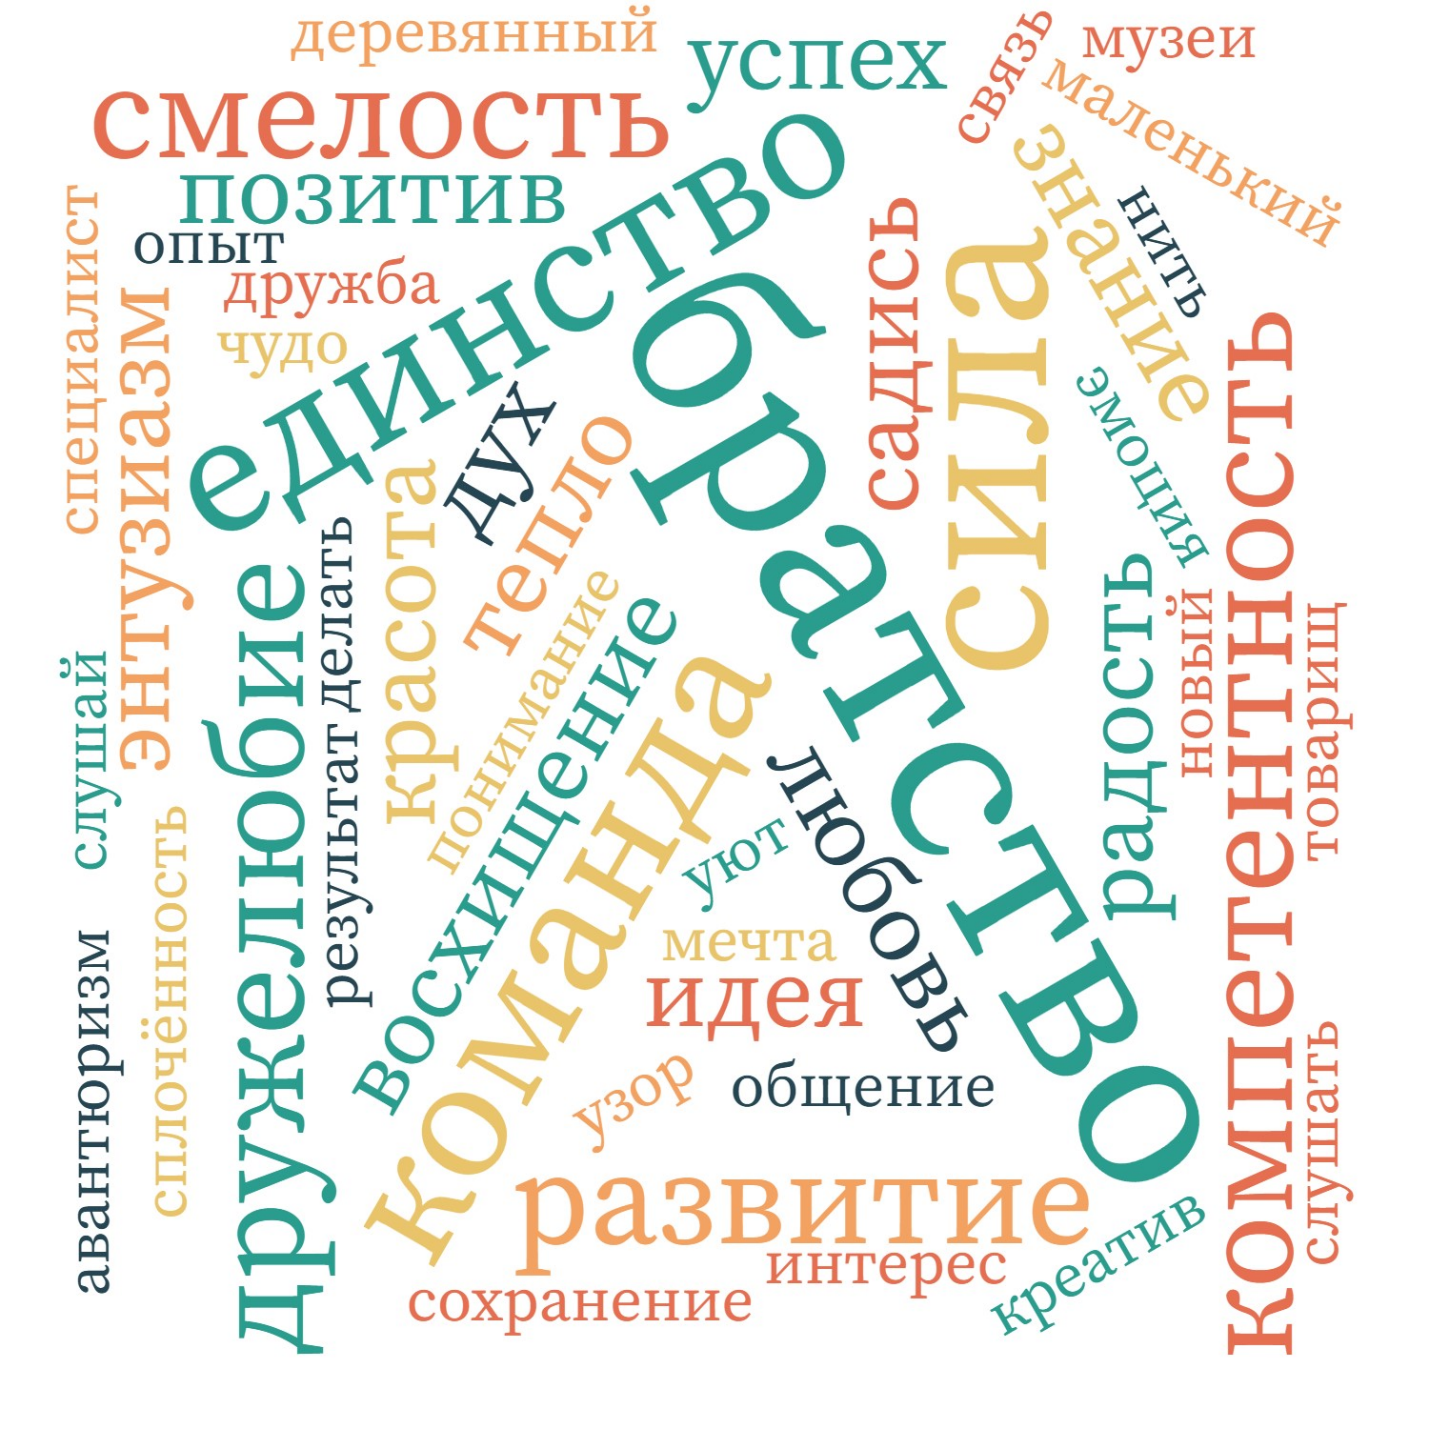 деревянный
успех
связь
музеи
маленький
смелость
знание
позитив
единство
опыт
дружба
чудо
специалист
энтузиазм
нить
садись
сила
братство
эмоция
дух
тепло
красота
делать
результат
дружелюбие
понимание
восхищение
команда
радость
новый
компетентность
товарищ
слушай
сплочённость
авантюризм
уют
любовь
мечта
идея
узор
общение
развитие
интерес
сохранение
креатив
слушать